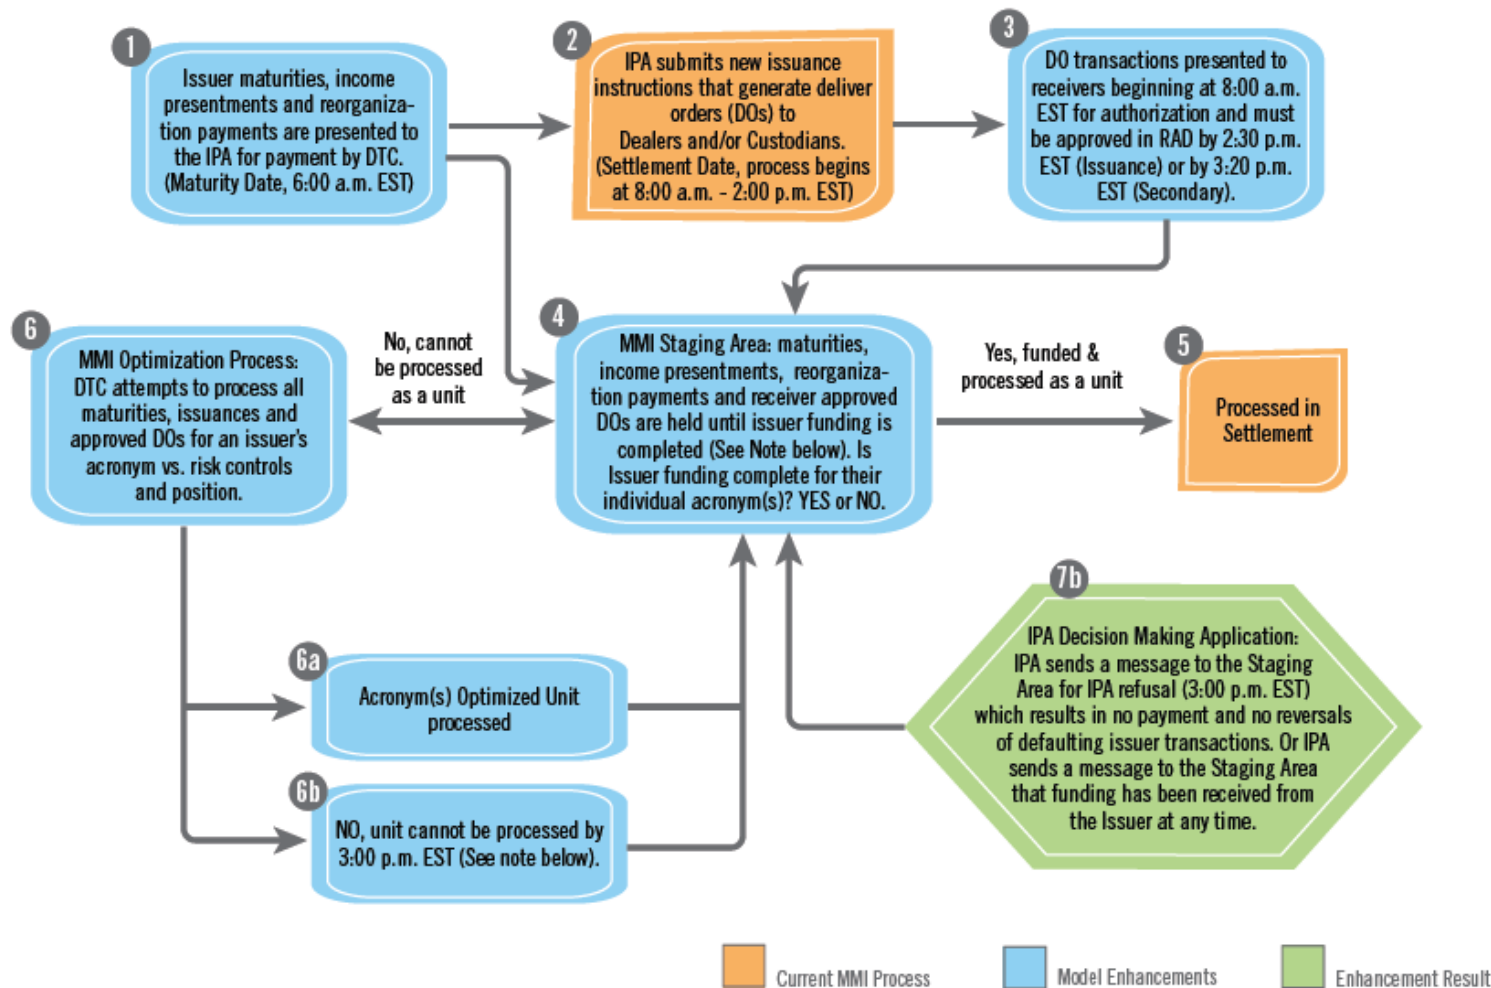 1
Issuer maturities, income
presentments and reorganiza-
tion payments are presented to
the IPA for payment by DTC.
(Maturity Date, 6:00 a.m. EST)
2
IPA submits new issuance
instructions that generate deliver
orders (DOs) to
Dealers and/or Custodians.
(Settlement Date, process begins
at 8:00 a.m. - 2:00 p.m. EST)
3
DO transactions presented to
receivers beginning at 8:00 a.m.
EST for authorization and must
be approved in RAD by 2:30 p.m.
EST (Issuance) or by 3:20 p.m.
EST (Secondary).
6
MMI Optimization Process:
DTC attempts to process all
maturities, issuances and
approved DOs for an issuer's
acronym vs. risk controls
and position.
No, cannot
be processed
as a unit
4
MMI Staging Area: maturities,
income presentments, reorganiza-
tion payments and receiver approved
DOs are held until issuer funding is
completed (See Note below). Is
Issuer funding complete for their
individual acronym(s)? YES or NO.
Yes, funded &
processed as a unit
5
Processed in
Settlement
6a
Acronym(s) Optimized Unit
processed
6b
NO, unit cannot be processed by
3:00 p.m. EST (See note below).
7b
IPA Decision Making Application:
IPA sends a message to the Staging
Area for IPA refusal (3:00 p.m. EST)
which results in no payment and no reversals
of defaulting issuer transactions. Or IPA
sends a message to the Staging Area
that funding has been received from
the Issuer at any time.
Current MMI Process
Model Enhancements
Enhancement Result